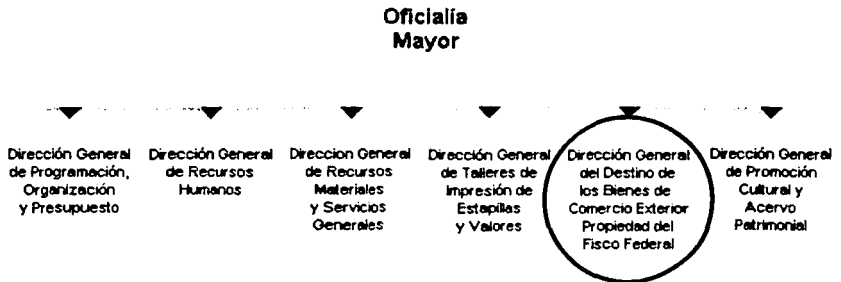 Oficialía
Mayor
Dirección General
de Programación,
Organización
y Presupuesto
Dirección General
de Recursos
Humanos
Direccion General
de Recursos
Materiales
y Servicios
Generales
Dirección General
de Talleres de
Impresión de
Estapillas
y Valores
Dirección General
del Destino de
los Bienes de
Comercio Exterior
Propiedad del
Fisco Federal
Dirección General
de Promoción
Cultural y
Acervo
Patrimonial